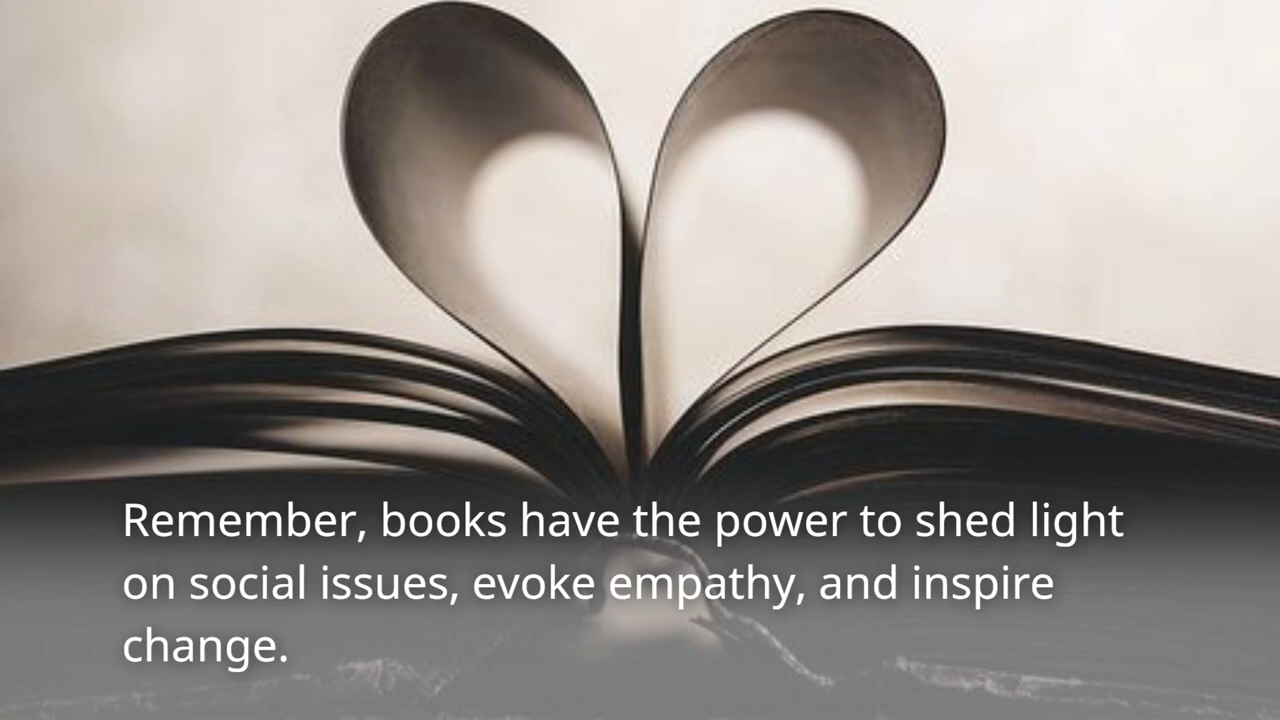 Remember, books have the power to shed light
on social issues, evoke empathy, and inspire
change.